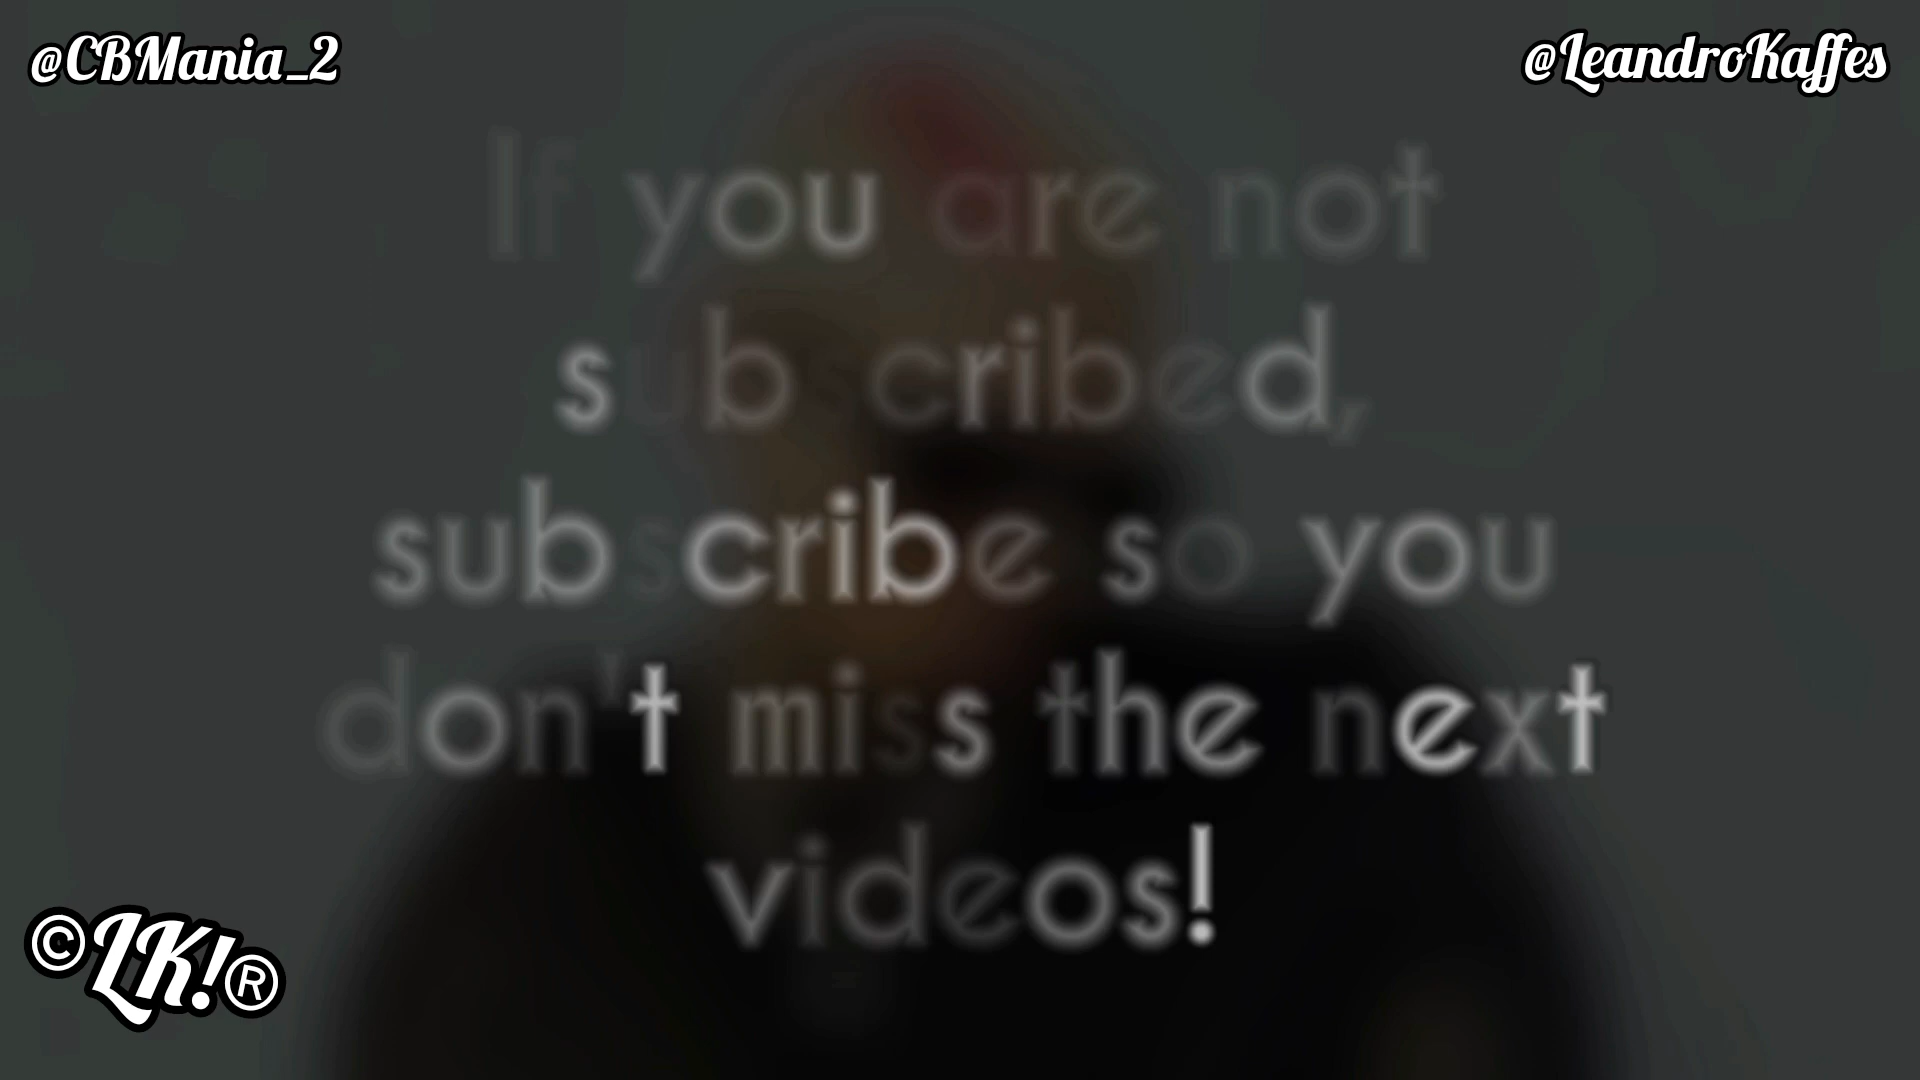 @CBMania_2
@LeandroKaffes
If you are not
subscribed,
subscribe so you
don't miss the next
videos!
©LK!®